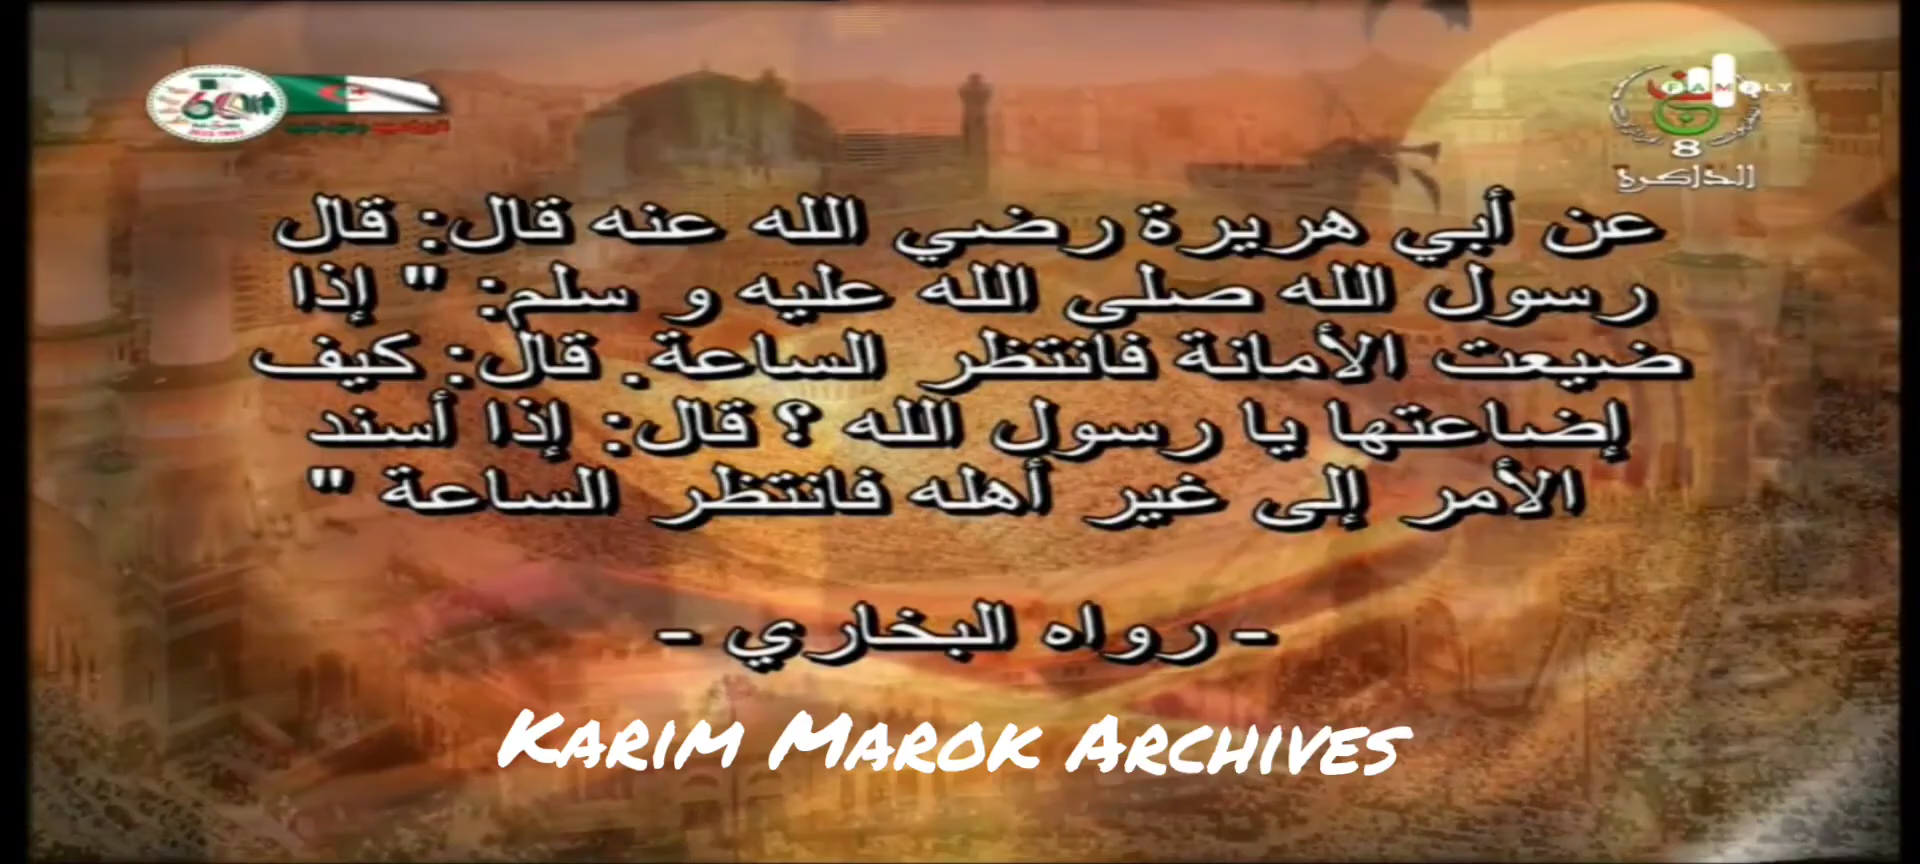 60
FAMILY
8
الذاكرة
عن أبي هريرة رضي الله عنه قال: قال
رسول الله صلى الله عليه و سلم: " إذا
ضيعت الأمانة فانتظر الساعة. قال: كيف
إضاعتها يا رسول الله ؟ قال: إذا أسند
الأمر إلى غير أهله فانتظر الساعة "
- رواه البخاري -
Karim Marok Archives